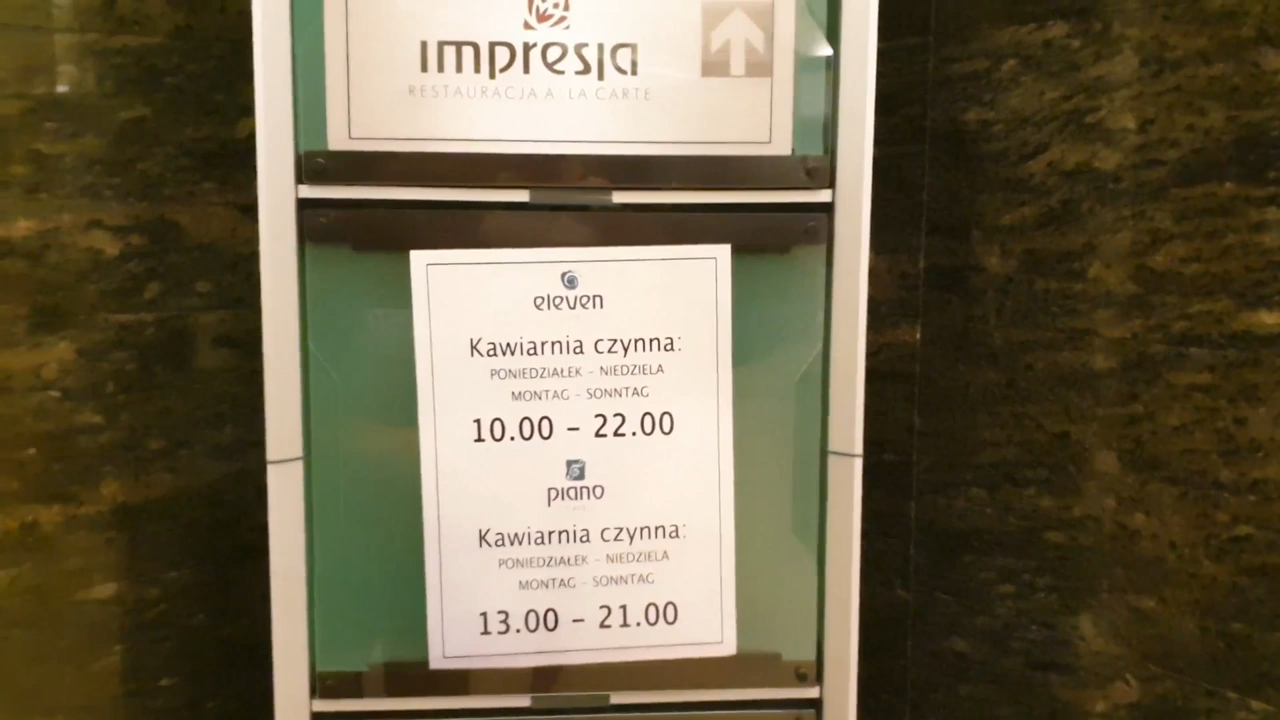 impresja
RESTAURACJA A' LA CARTE
eleven
Kawiarnia czynna:
PONIEDZIAŁEK – NIEDZIELA
MONTAG – SONNTAG
10.00 – 22.00
piano
Kawiarnia czynna:
PONIEDZIAŁEK – NIEDZIELA
MONTAG – SONNTAG
13.00 – 21.00